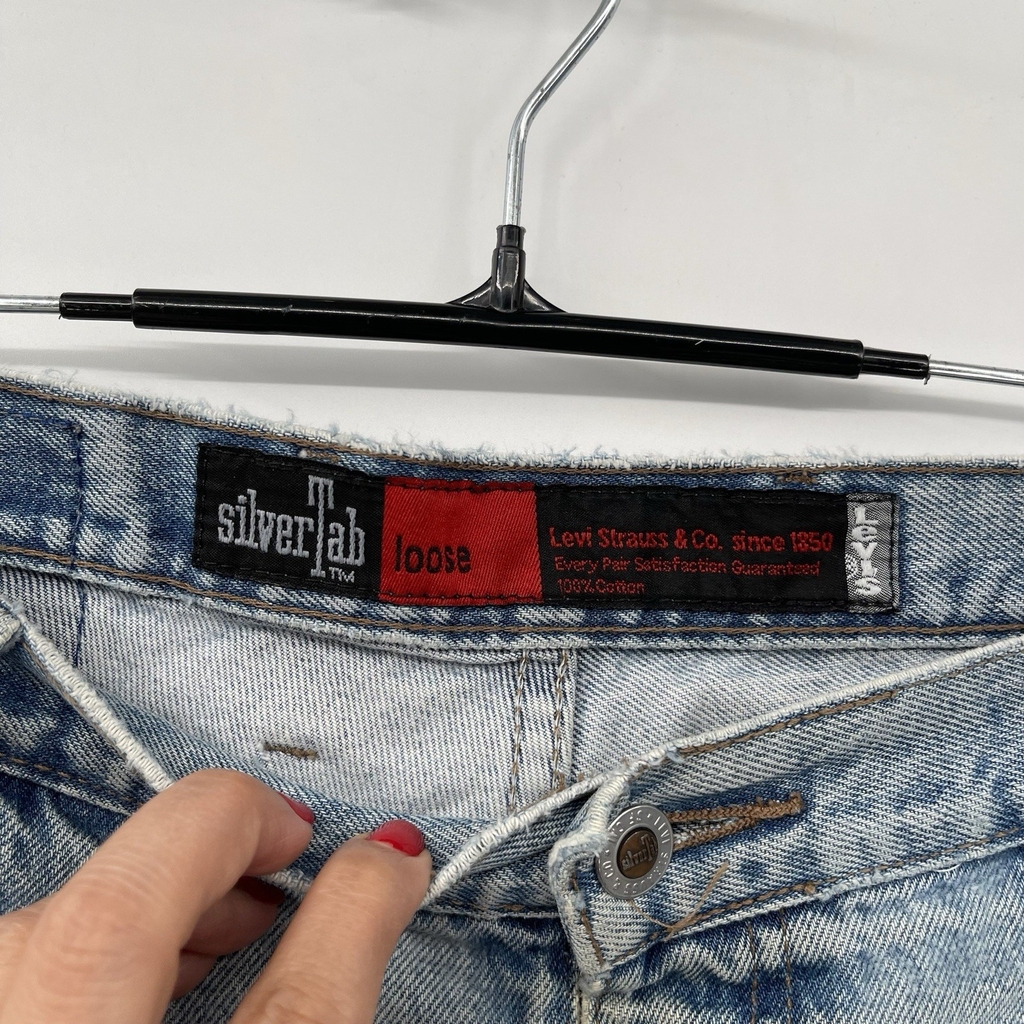 silverTab
TM
loose
Levi Strauss & Co. since 1850
Every Pair Satisfaction Guaranteed
100% Cotton
LEVI'S